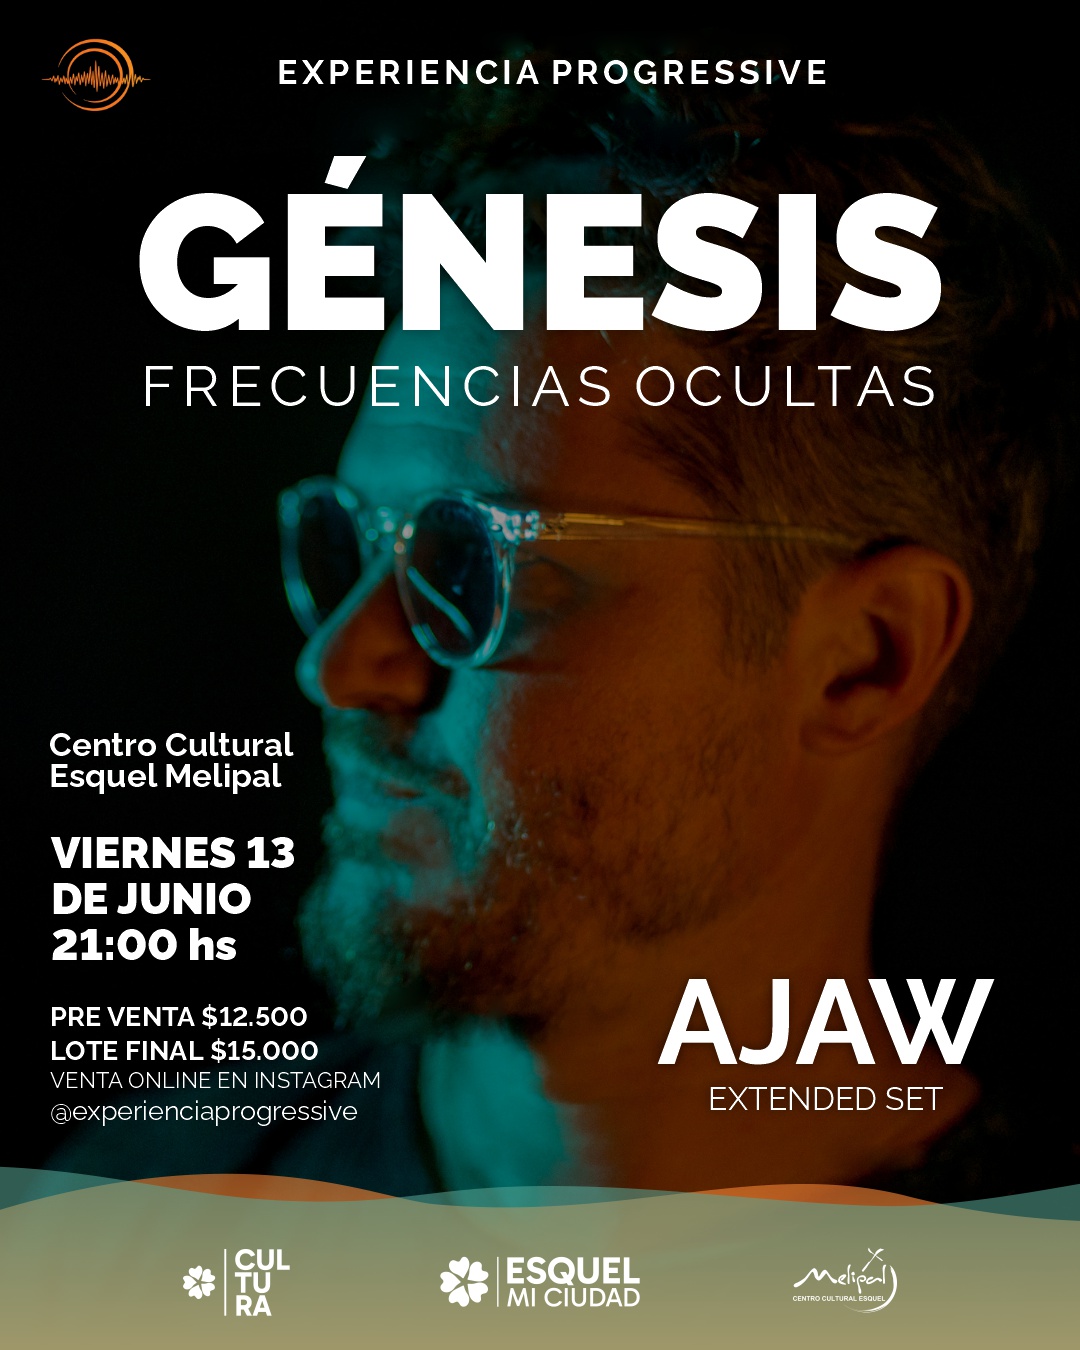 EXPERIENCIA PROGRESSIVE
GÉNESIS
FRECUENCIAS OCULTAS
Centro Cultural
Esquel Melipal
VIERNES 13
DE JUNIO
21:00 hs
PRE VENTA $12.500
LOTE FINAL $15.000
VENTA ONLINE EN INSTAGRAM
@experienciaprogressive
AJAW
EXTENDED SET
CUL
TU
RA
ESQUEL
MI CIUDAD
Melipal
CENTRO CULTURAL ESQUEL